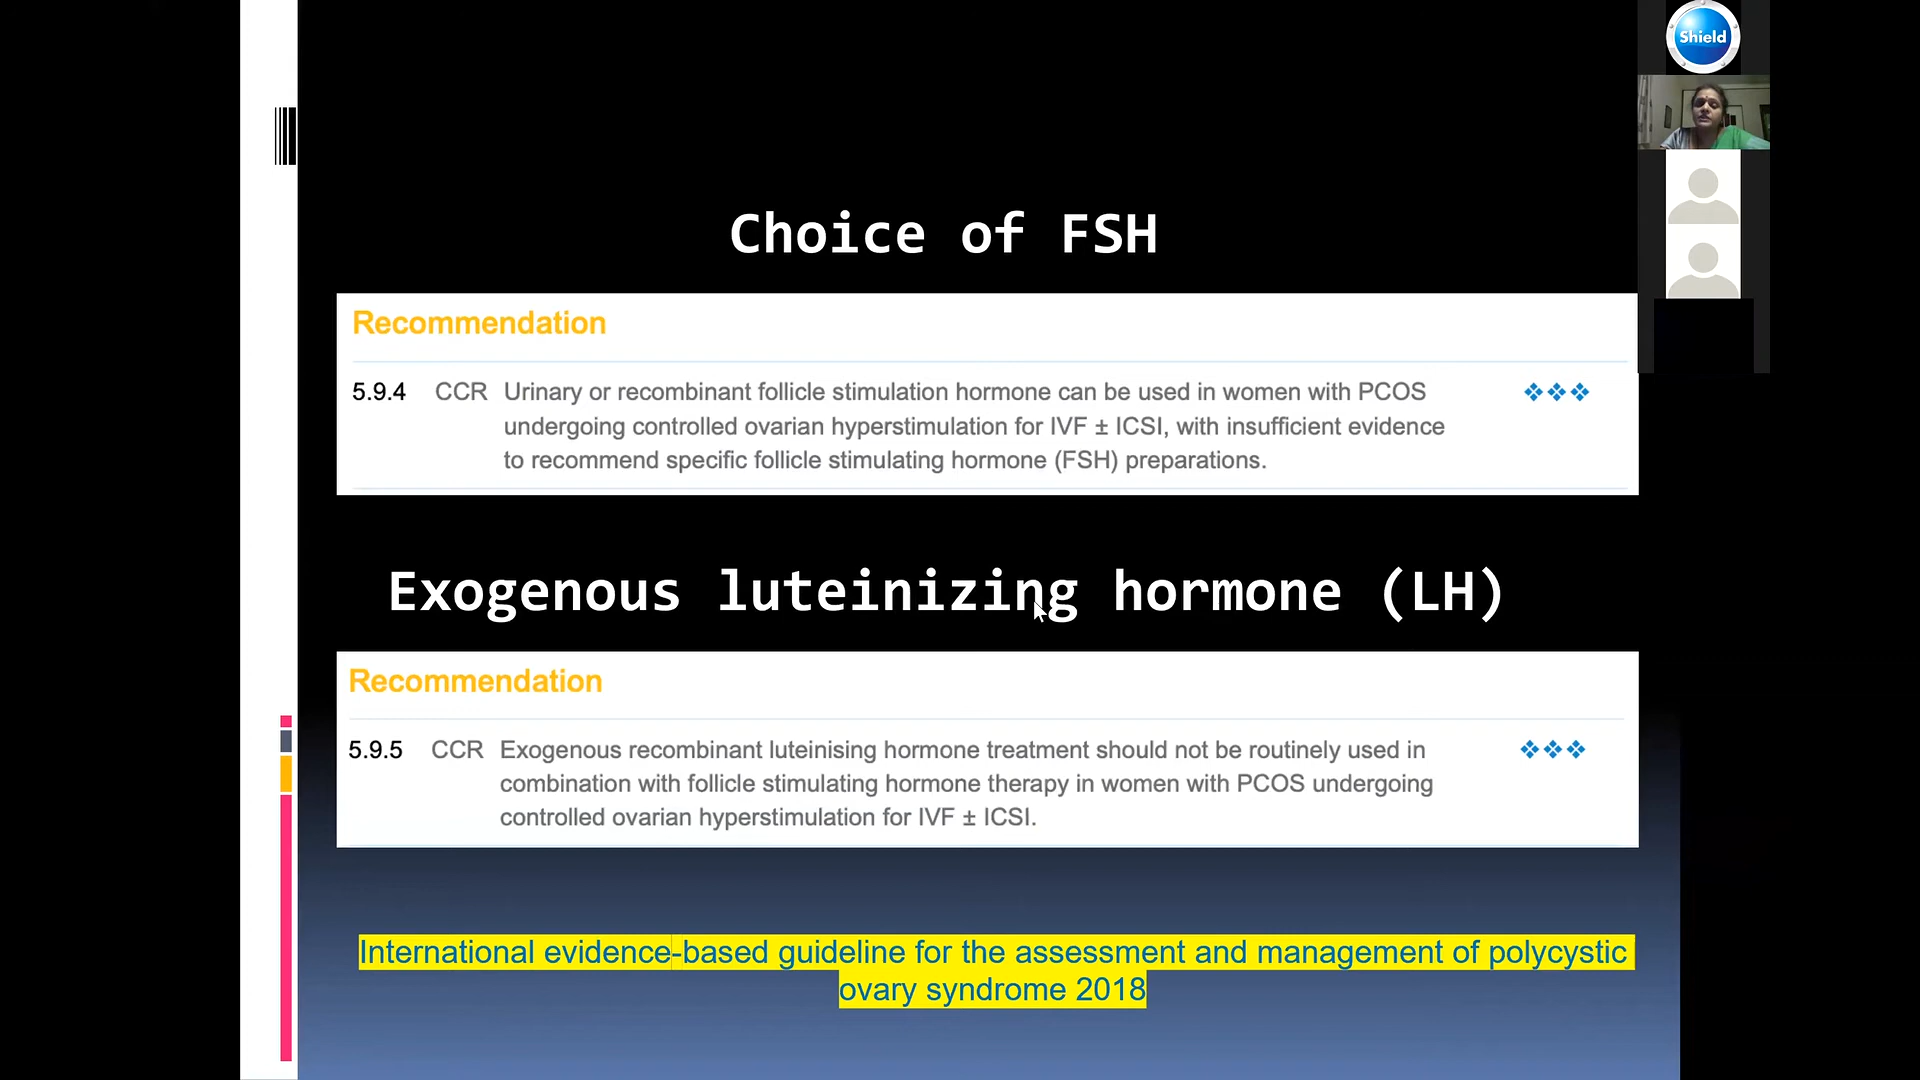 Shield
Choice of FSH
Recommendation
5.9.4 CCR Urinary or recombinant follicle stimulation hormone can be used in women with PCOS
undergoing controlled ovarian hyperstimulation for IVF ± ICSI, with insufficient evidence
to recommend specific follicle stimulating hormone (FSH) preparations.
Exogenous luteinizing hormone (LH)
Recommendation
5.9.5 CCR Exogenous recombinant luteinising hormone treatment should not be routinely used in
combination with follicle stimulating hormone therapy in women with PCOS undergoing
controlled ovarian hyperstimulation for IVF ± ICSI.
International evidence-based guideline for the assessment and management of polycystic
ovary syndrome 2018